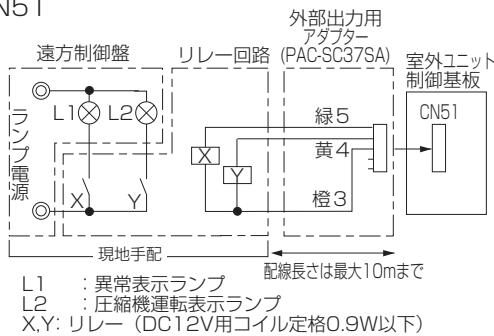 CN51
外部出力用
アダプター
(PAC-SC37SA)
遠方制御盤
リレー回路
室外ユニット
制御基板
ランプ電源
L1
L2
X
Y
X
Y
緑5
黄4
橙3
CN51
現地手配
配線長さは最大10mまで
L1 :異常表示ランプ
L2 :圧縮機運転表示ランプ
X,Y:リレー(DC12V用コイル定格0.9W以下)